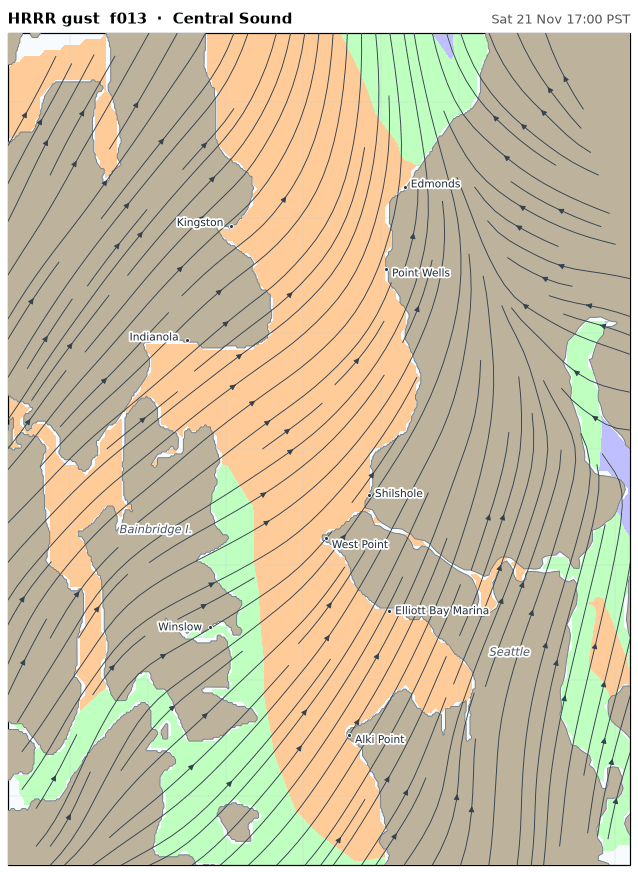 HRRR gust f013 · Central Sound
Sat 21 Nov 17:00 PST
Edmonds
Kingston
Point Wells
Indianola
Shilshole
Bainbridge I.
West Point
Elliott Bay Marina
Winslow
Seattle
Alki Point